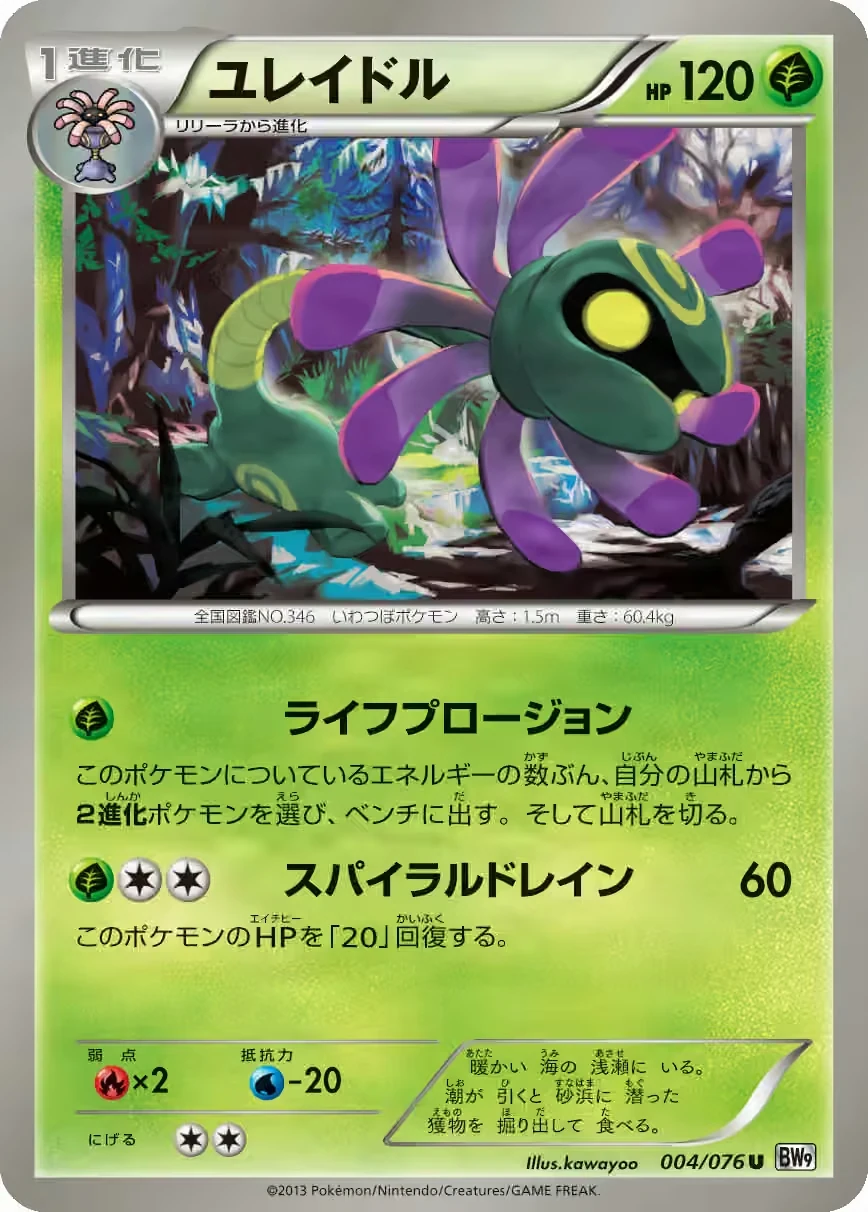 1進化
ユレイドル
HP 120
リリーラから進化
全国図鑑NO.346 いわつぼポケモン 高さ:1.5m 重さ:60.4kg
ライフプロージョン
このポケモンについているエネルギーの数ぶん、自分の山札から
2進化ポケモンを選び、ベンチに出す。そして山札を切る。
スパイラルドレイン 60
このポケモンのHPを「20」回復する。
弱点 抵抗力
×2 -20
にげる
暖かい 海の 浅瀬に いる。
潮が 引くと 砂浜に 潜った
獲物を 掘り出して 食べる。
Illus.kawayoo 004/076 U BW9
©2013 Pokémon/Nintendo/Creatures/GAME FREAK.